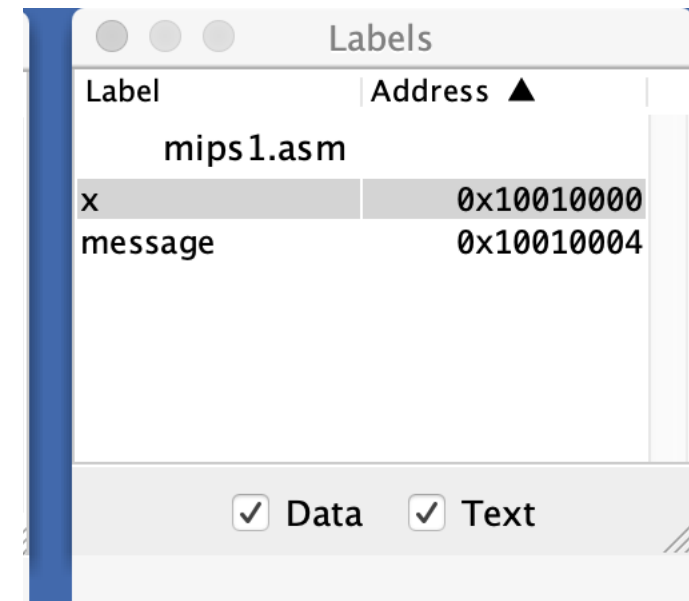 Labels
Label Address ▲
mips1.asm
x 0x10010000
message 0x10010004
Data Text